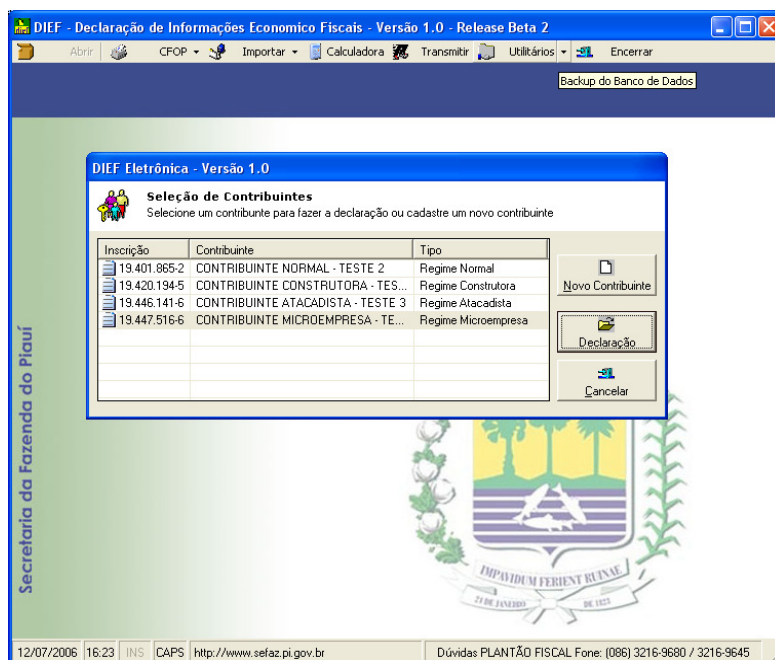 DIEF - Declaração de Informações Economico Fiscais - Versão 1.0 - Release Beta 2
Abrir CFOP Importar Calculadora Transmitir Utilitários Encerrar
Backup do Banco de Dados
DIEF Eletrônica - Versão 1.0
Seleção de Contribuintes
Selecione um contribunte para fazer a declaração ou cadastre um novo contribuinte
Inscrição Contribuinte Tipo
19.401.865-2 CONTRIBUINTE NORMAL - TESTE 2 Regime Normal
19.420.194-5 CONTRIBUINTE CONSTRUTORA - TES... Regime Construtora
19.446.141-6 CONTRIBUINTE ATACADISTA - TESTE 3 Regime Atacadista
19.447.516-6 CONTRIBUINTE MICROEMPRESA - TE... Regime Microempresa
Novo Contribuinte
Declaração
Cancelar
Secretaria da Fazenda do Piauí
IMPAVIDUM FERIENT RUINAE
24 DE JANEIRO DE 1823
12/07/2006 16:23 INS CAPS http://www.sefaz.pi.gov.br Dúvidas PLANTÃO FISCAL Fone: (086) 3216-9680 / 3216-9645